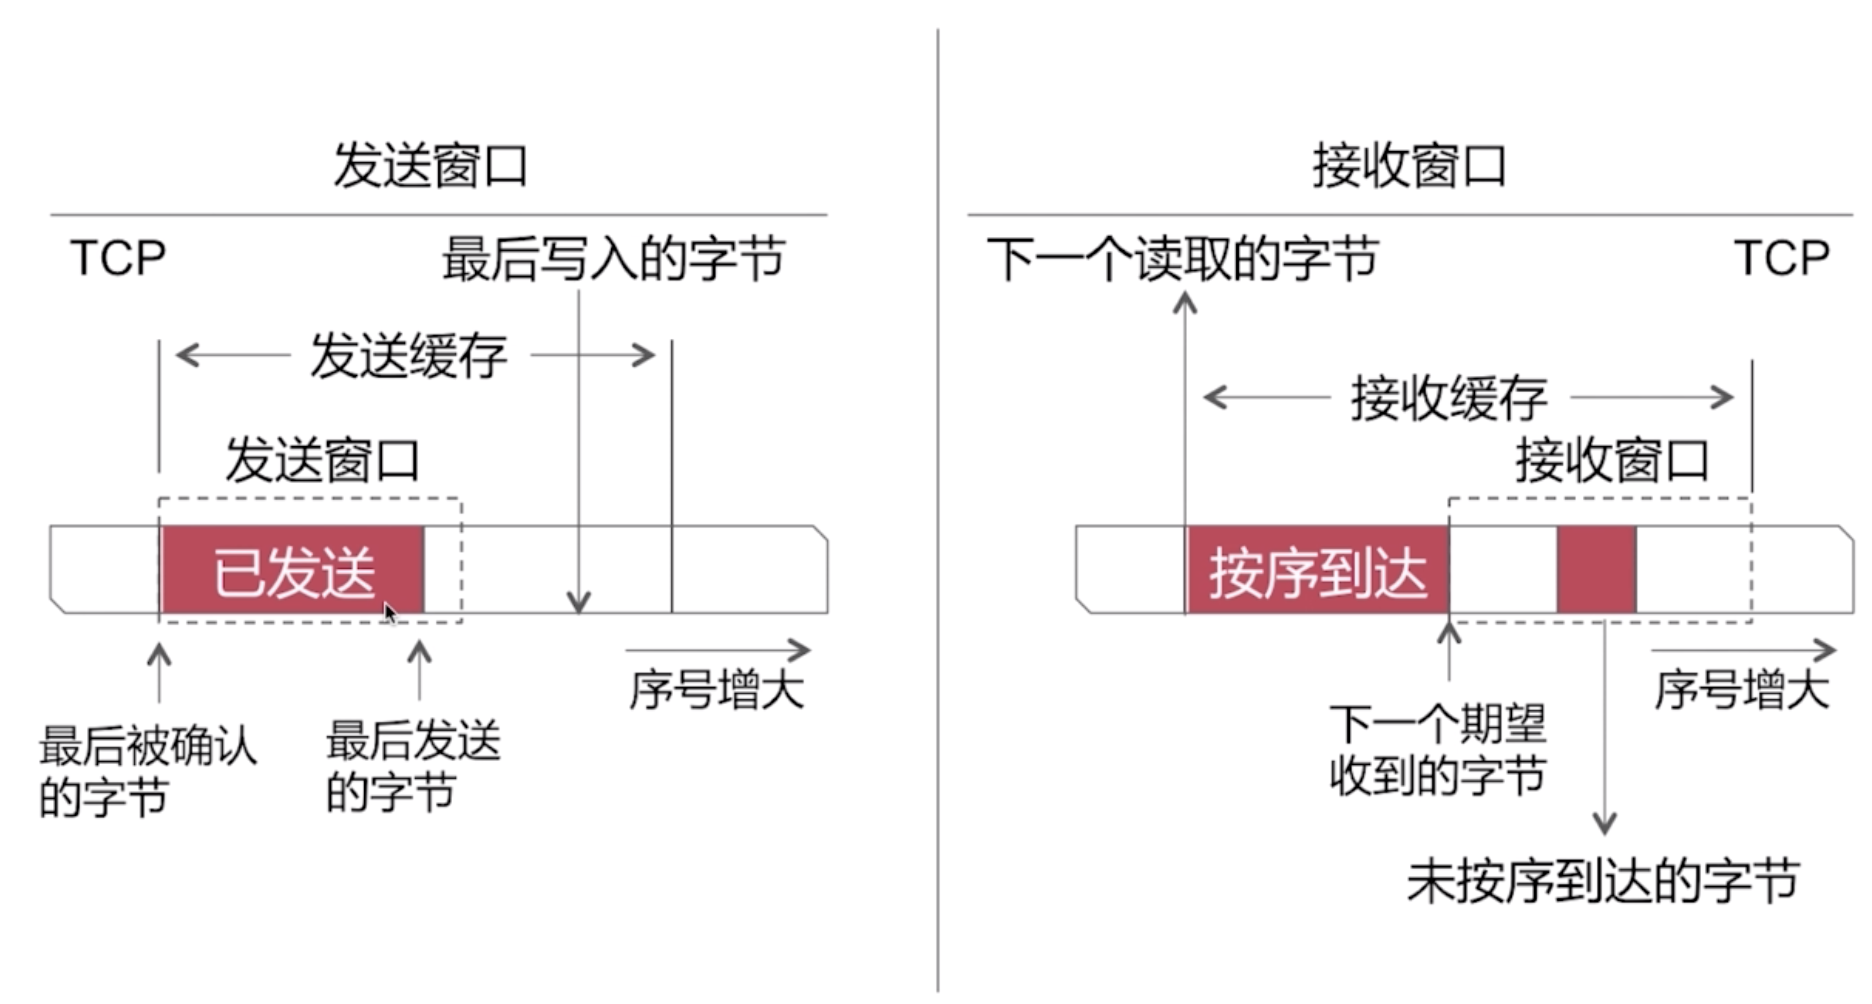 发送窗口
TCP
最后写入的字节
发送缓存
发送窗口
已发送
序号增大
最后被确认
的字节
最后发送
的字节
接收窗口
下一个读取的字节
TCP
接收缓存
接收窗口
按序到达
序号增大
下一个期望
收到的字节
未按序到达的字节